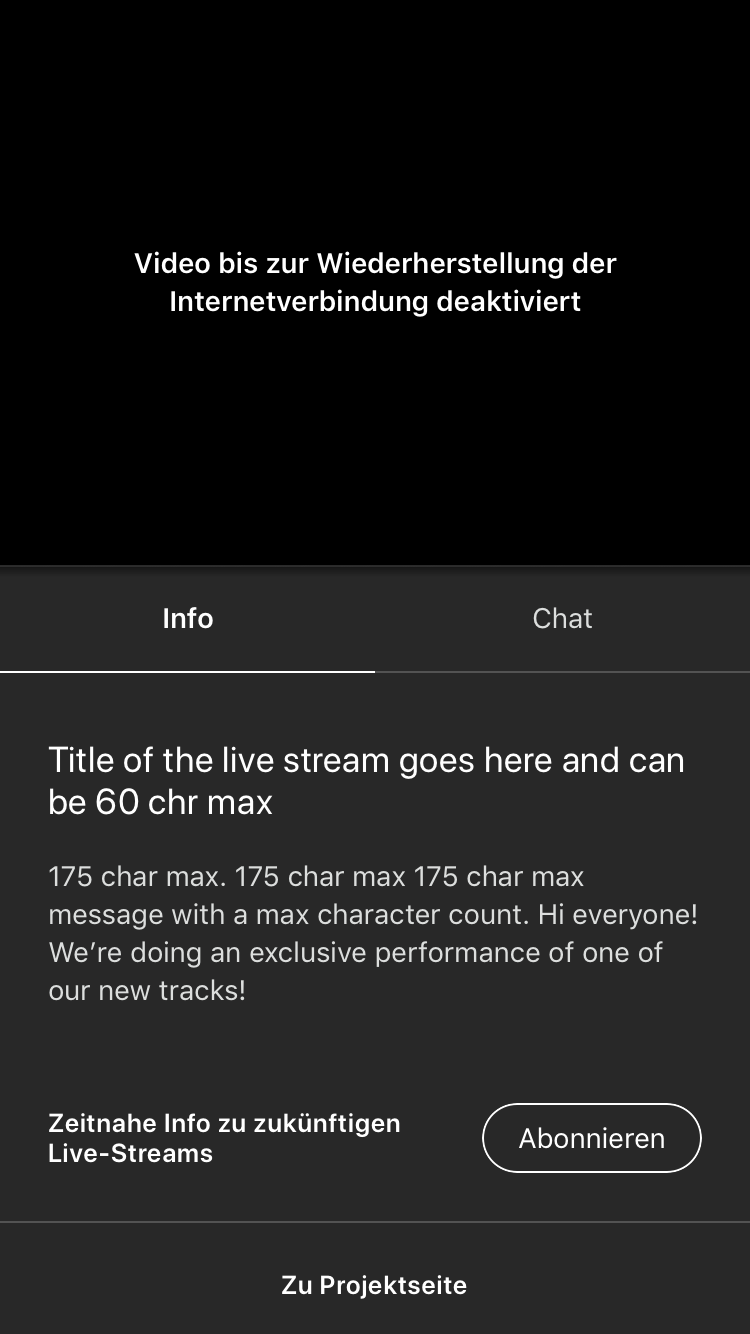 Video bis zur Wiederherstellung der
Internetverbindung deaktiviert
Info
Chat
Title of the live stream goes here and can
be 60 chr max
175 char max. 175 char max 175 char max
message with a max character count. Hi everyone!
We’re doing an exclusive performance of one of
our new tracks!
Zeitnahe Info zu zukünftigen
Live-Streams
Abonnieren
Zu Projektseite